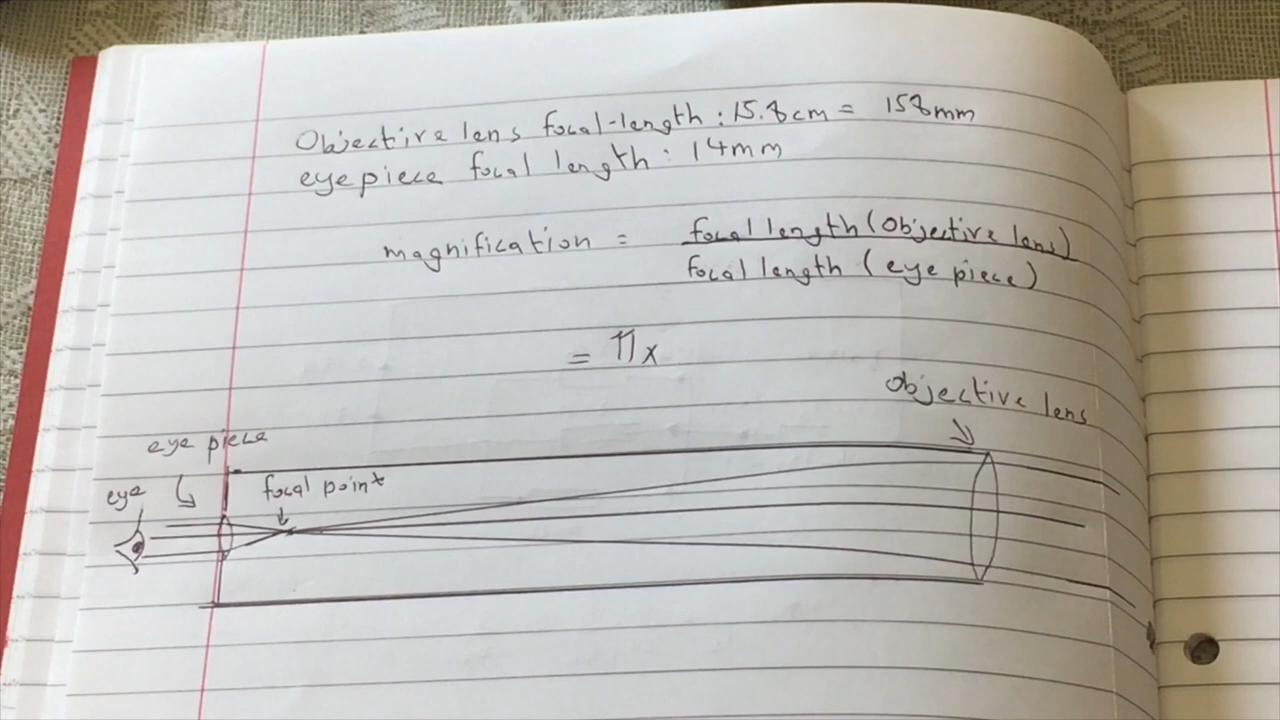 Objective lens focal-length : 15.8cm = 158mm
eyepiece focal length : 14mm
magnification = focal length (Objective lens)
focal length (eye piece)
= 11x
Objective lens
eye piece
eye
focal point